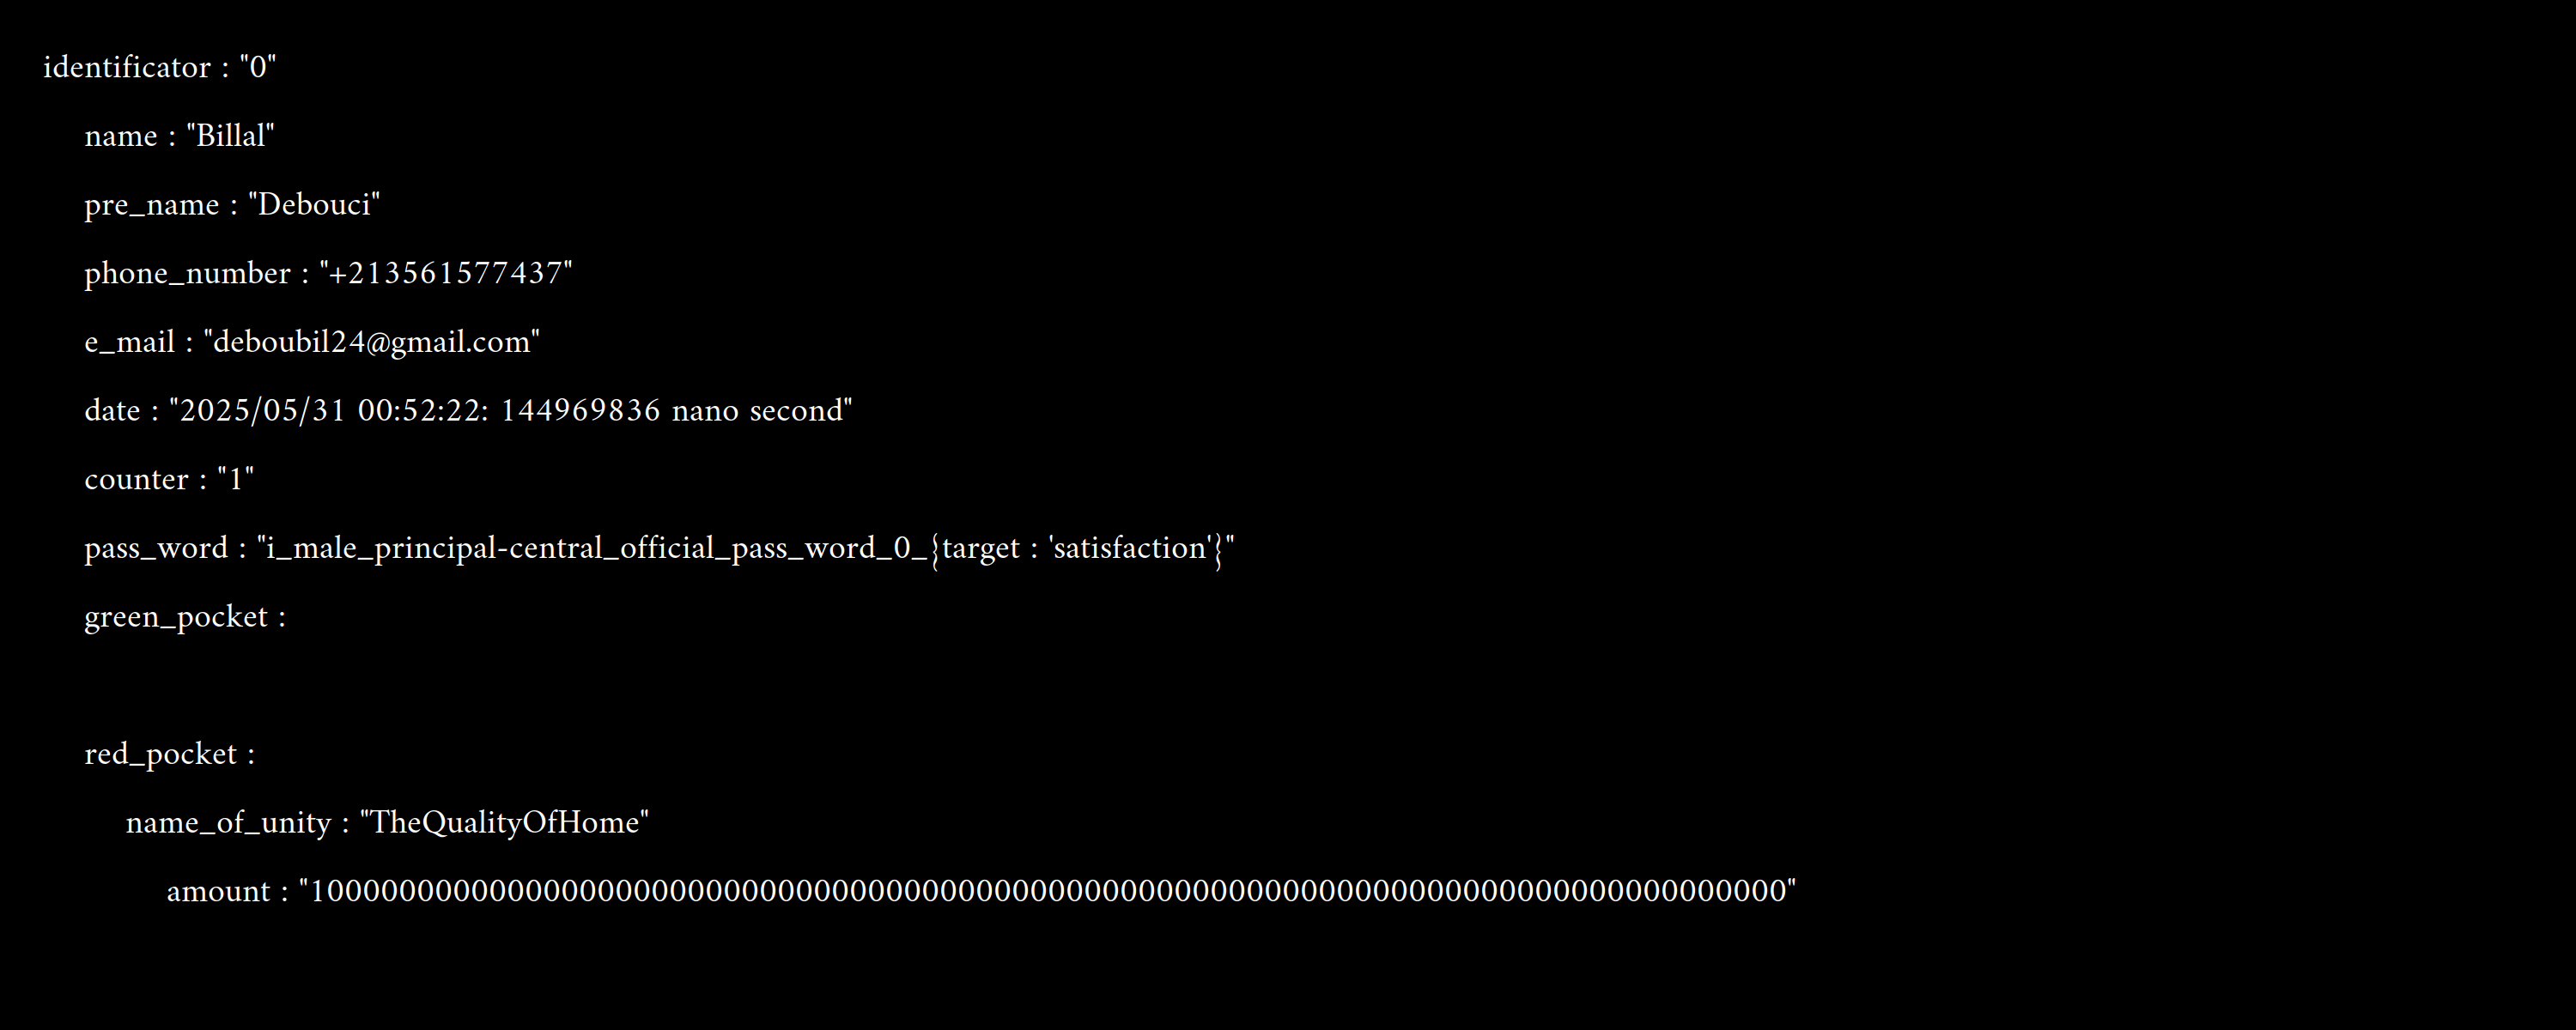 identificator : "0"
name : "Billal"
pre_name : "Debouci"
phone_number : "+213561577437"
e_mail : "deboubil24@gmail.com"
date : "2025/05/31 00:52:22: 144969836 nano second"
counter : "1"
pass_word : "i_male_principal-central_official_pass_word_0_{target : 'satisfaction'}"
green_pocket :
red_pocket :
name_of_unity : "TheQualityOfHome"
amount : "1000000000000000000000000000000000000000000000000000000000000000000000000000000000"